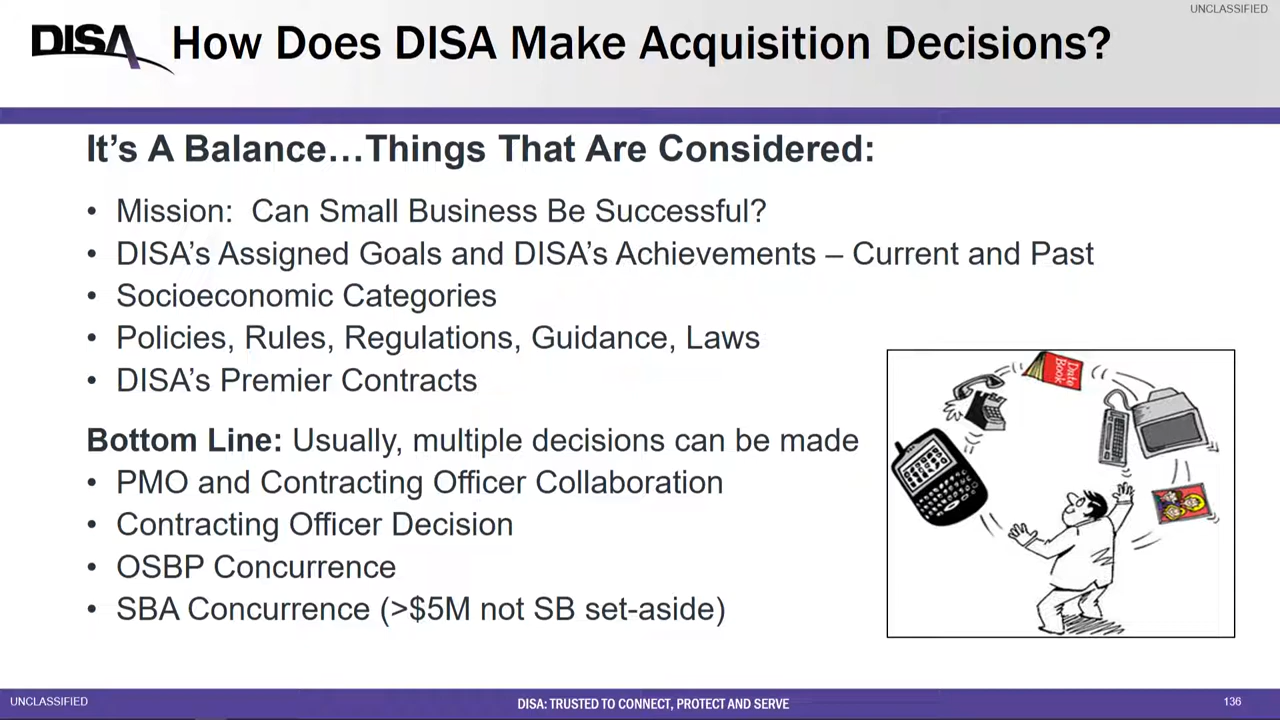 UNCLASSIFIED
DISA
How Does DISA Make Acquisition Decisions?
It's A Balance…Things That Are Considered:
• Mission:  Can Small Business Be Successful?
• DISA's Assigned Goals and DISA's Achievements – Current and Past
• Socioeconomic Categories
• Policies, Rules, Regulations, Guidance, Laws
• DISA's Premier Contracts
Date
Book
Bottom Line: Usually, multiple decisions can be made
• PMO and Contracting Officer Collaboration
• Contracting Officer Decision
• OSBP Concurrence
• SBA Concurrence (>$5M not SB set-aside)
UNCLASSIFIED
DISA: TRUSTED TO CONNECT, PROTECT AND SERVE
136